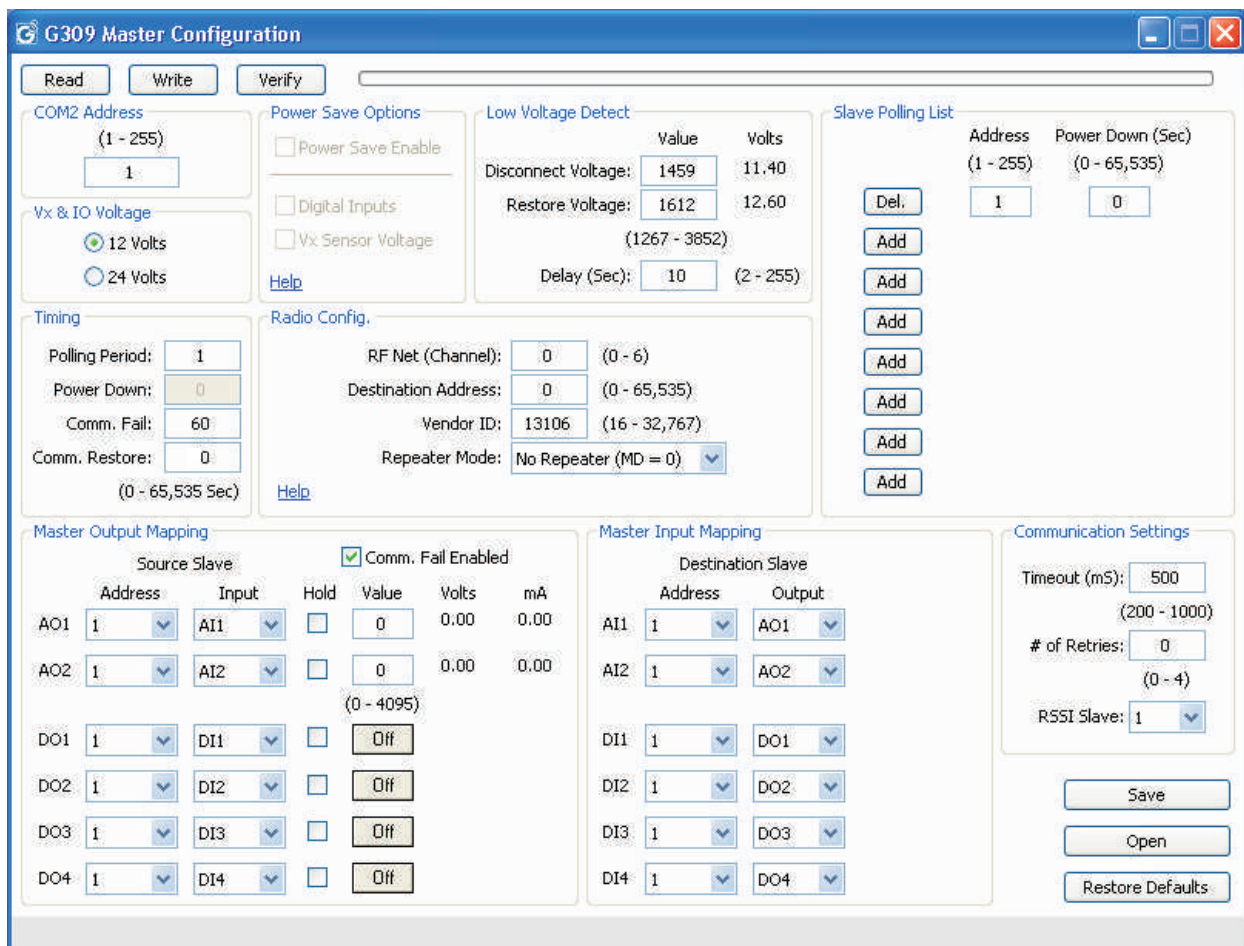 G309 Master Configuration
Read Write Verify
COM2 Address
(1 - 255)
1
Power Save Options
Power Save Enable
Digital Inputs
Vx Sensor Voltage
Help
Low Voltage Detect
Value Volts
Disconnect Voltage: 1459 11.40
Restore Voltage: 1612 12.60
(1267 - 3852)
Delay (Sec): 10 (2 - 255)
Slave Polling List
Address Power Down (Sec)
(1 - 255) (0 - 65,535)
Del. 1 0
Add
Add
Add
Add
Add
Add
Add
Vx & IO Voltage
12 Volts
24 Volts
Timing
Polling Period: 1
Power Down: 0
Comm. Fail: 60
Comm. Restore: 0
(0 - 65,535 Sec)
Radio Config.
RF Net (Channel): 0 (0 - 6)
Destination Address: 0 (0 - 65,535)
Vendor ID: 13106 (16 - 32,767)
Repeater Mode: No Repeater (MD = 0)
Help
Master Output Mapping
Source Slave Comm. Fail Enabled
Address Input Hold Value Volts mA
AO1 1 AI1 0 0.00 0.00
AO2 1 AI2 0 0.00 0.00
(0 - 4095)
DO1 1 DI1 Off
DO2 1 DI2 Off
DO3 1 DI3 Off
DO4 1 DI4 Off
Master Input Mapping
Destination Slave
Address Output
AI1 1 AO1
AI2 1 AO2
DI1 1 DO1
DI2 1 DO2
DI3 1 DO3
DI4 1 DO4
Communication Settings
Timeout (mS): 500
(200 - 1000)
# of Retries: 0
(0 - 4)
RSSI Slave: 1
Save
Open
Restore Defaults